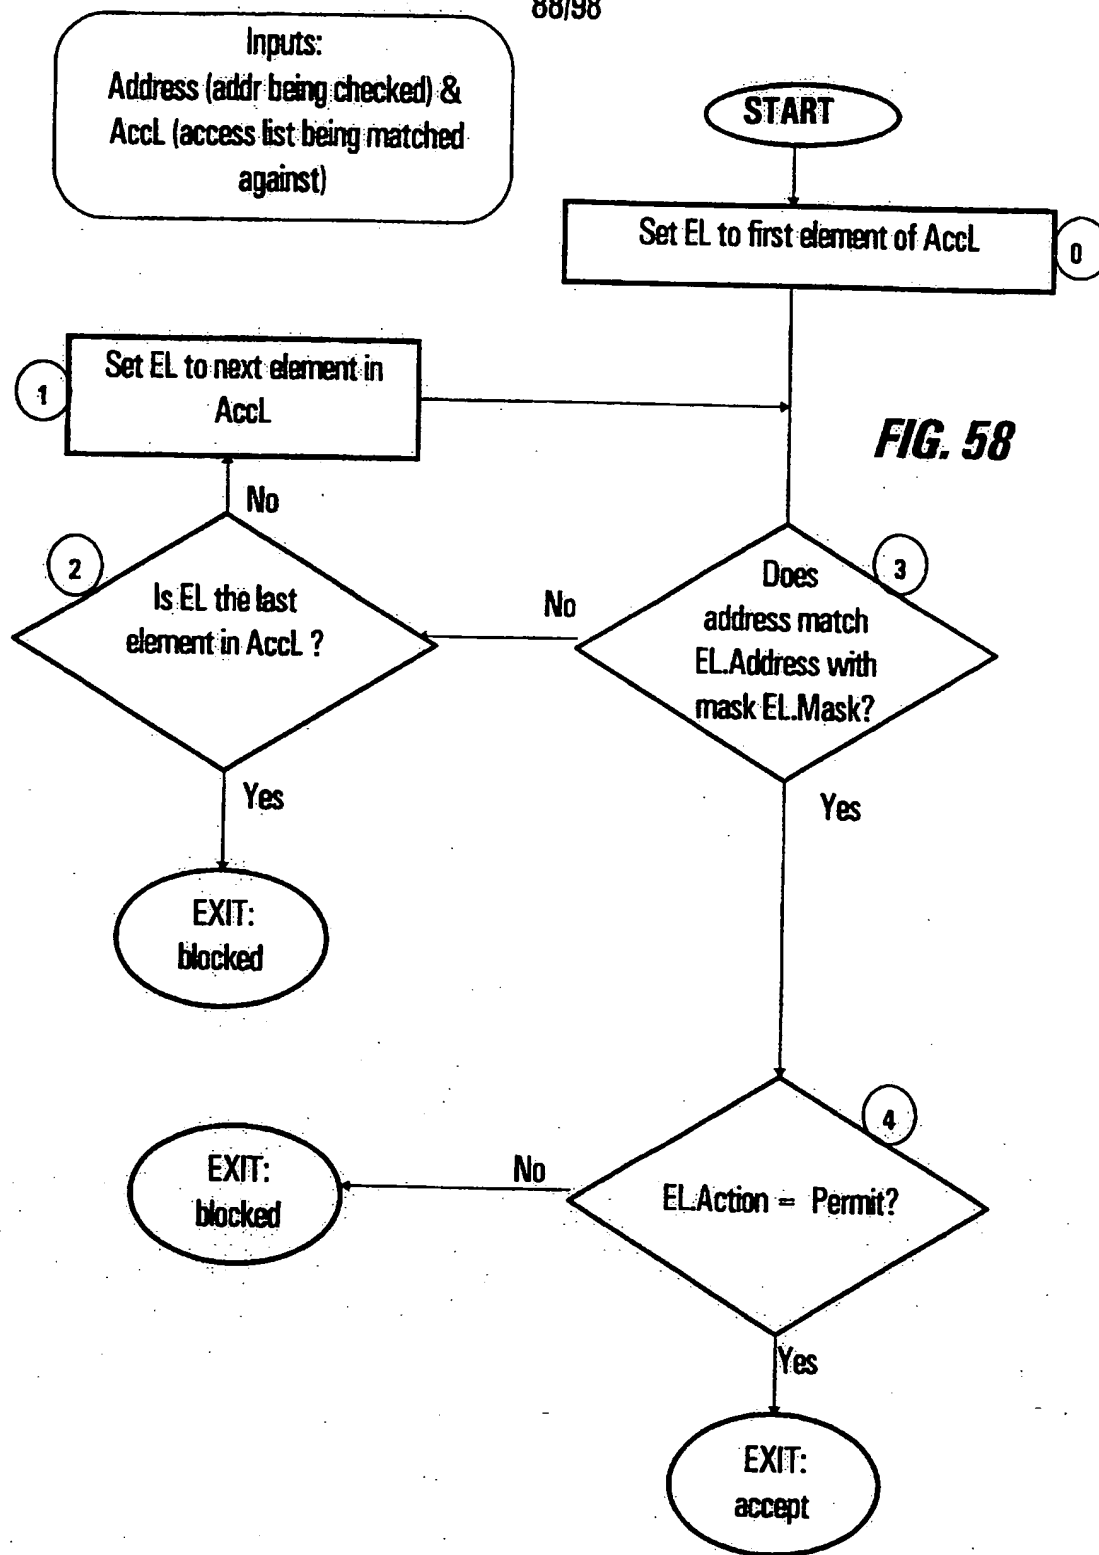 88/98
Inputs:
Address (addr being checked) &
AccL (access list being matched
against)
START
Set EL to first element of AccL
0
Set EL to next element in
AccL
1
FIG. 58
No
2
Is EL the last
element in AccL ?
No
3
Does
address match
EL.Address with
mask EL.Mask?
Yes
Yes
EXIT:
blocked
4
EXIT:
blocked
No
EL.Action = Permit?
Yes
EXIT:
accept